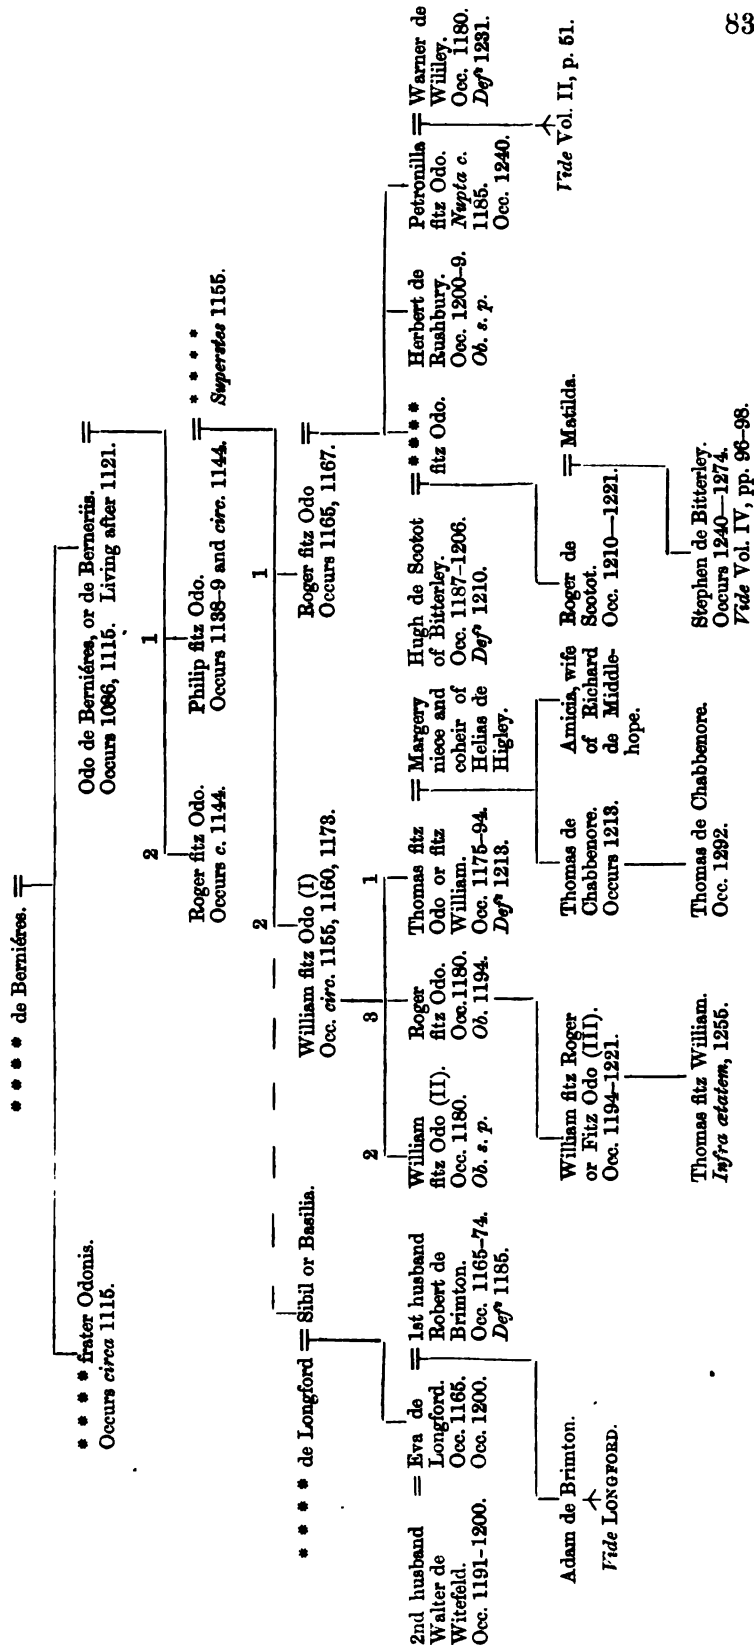 83
* * * * de Berniéres.
* * * * frater Odonis.
Occurs circa 1115.
Odo de Berniéres, or de Berneriis.
Occurs 1086, 1115. Living after 1121.
2
1
Roger fitz Odo.
Occurs c. 1144.
Philip fitz Odo.
Occurs 1138-9 and circ. 1144.
* * * *
Superstes 1155.
2
1
* * * * de Longford = Sibil or Basilia.
William fitz Odo (I)
Occ. circ. 1155, 1160, 1173.
Roger fitz Odo
Occurs 1165, 1167.
2
3
1
2nd husband
Walter de
Witefeld.
Occ. 1191-1200.
= Eva de
Longford.
Occ. 1165.
Occ. 1200.
= 1st husband
Robert de
Brimton.
Occ. 1165-74.
Defs 1185.
William
fitz Odo (II).
Occ. 1180.
Ob. s. p.
Roger
fitz Odo.
Occ. 1180.
Ob. 1194.
Thomas fitz
Odo or fitz
William.
Occ. 1175-94.
Defs 1213.
= Margery
niece and
coheir of
Helias de
Higley.
Hugh de Scotot
of Bitterley.
Occ. 1187-1206.
Defs 1210.
= * * * *
fitz Odo.
Herbert de
Rushbury.
Occ. 1200-9.
Ob. s. p.
Petronilla
fitz Odo.
Nupta c.
1185.
Occ. 1240.
= Warner de
Wililey.
Occ. 1180.
Defs 1231.
Adam de Brimton.
Vide LONGFORD.
William fitz Roger
or Fitz Odo (III).
Occ. 1194-1221.
Thomas de
Chabbenore.
Occurs 1213.
Amicia, wife
of Richard
de Middle-
hope.
Roger de
Scotot.
Occ. 1210—1221.
= Matilda.
Vide Vol. II, p. 51.
Thomas fitz William.
Infra ætatem, 1255.
Thomas de Chabbenore.
Occ. 1292.
Stephen de Bitterley.
Occurs 1240—1274.
Vide Vol. IV, pp. 96-98.